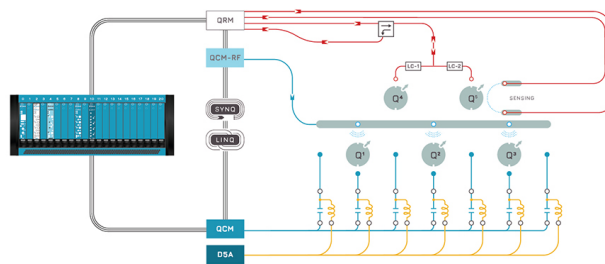 QRM
QCM-RF
SYNQ
LINQ
QCM
D5A
LC-1
LC-2
Q⁴
Q⁵
SENSING
Q¹
Q²
Q³